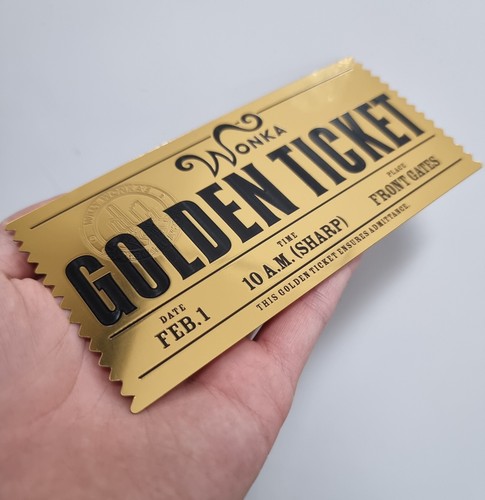 WONKA
GOLDEN TICKET
DATE
FEB. 1
TIME
10 A.M. (SHARP)
PLACE
FRONT GATES
THIS GOLDEN TICKET ENSURES ADMITTANCE.